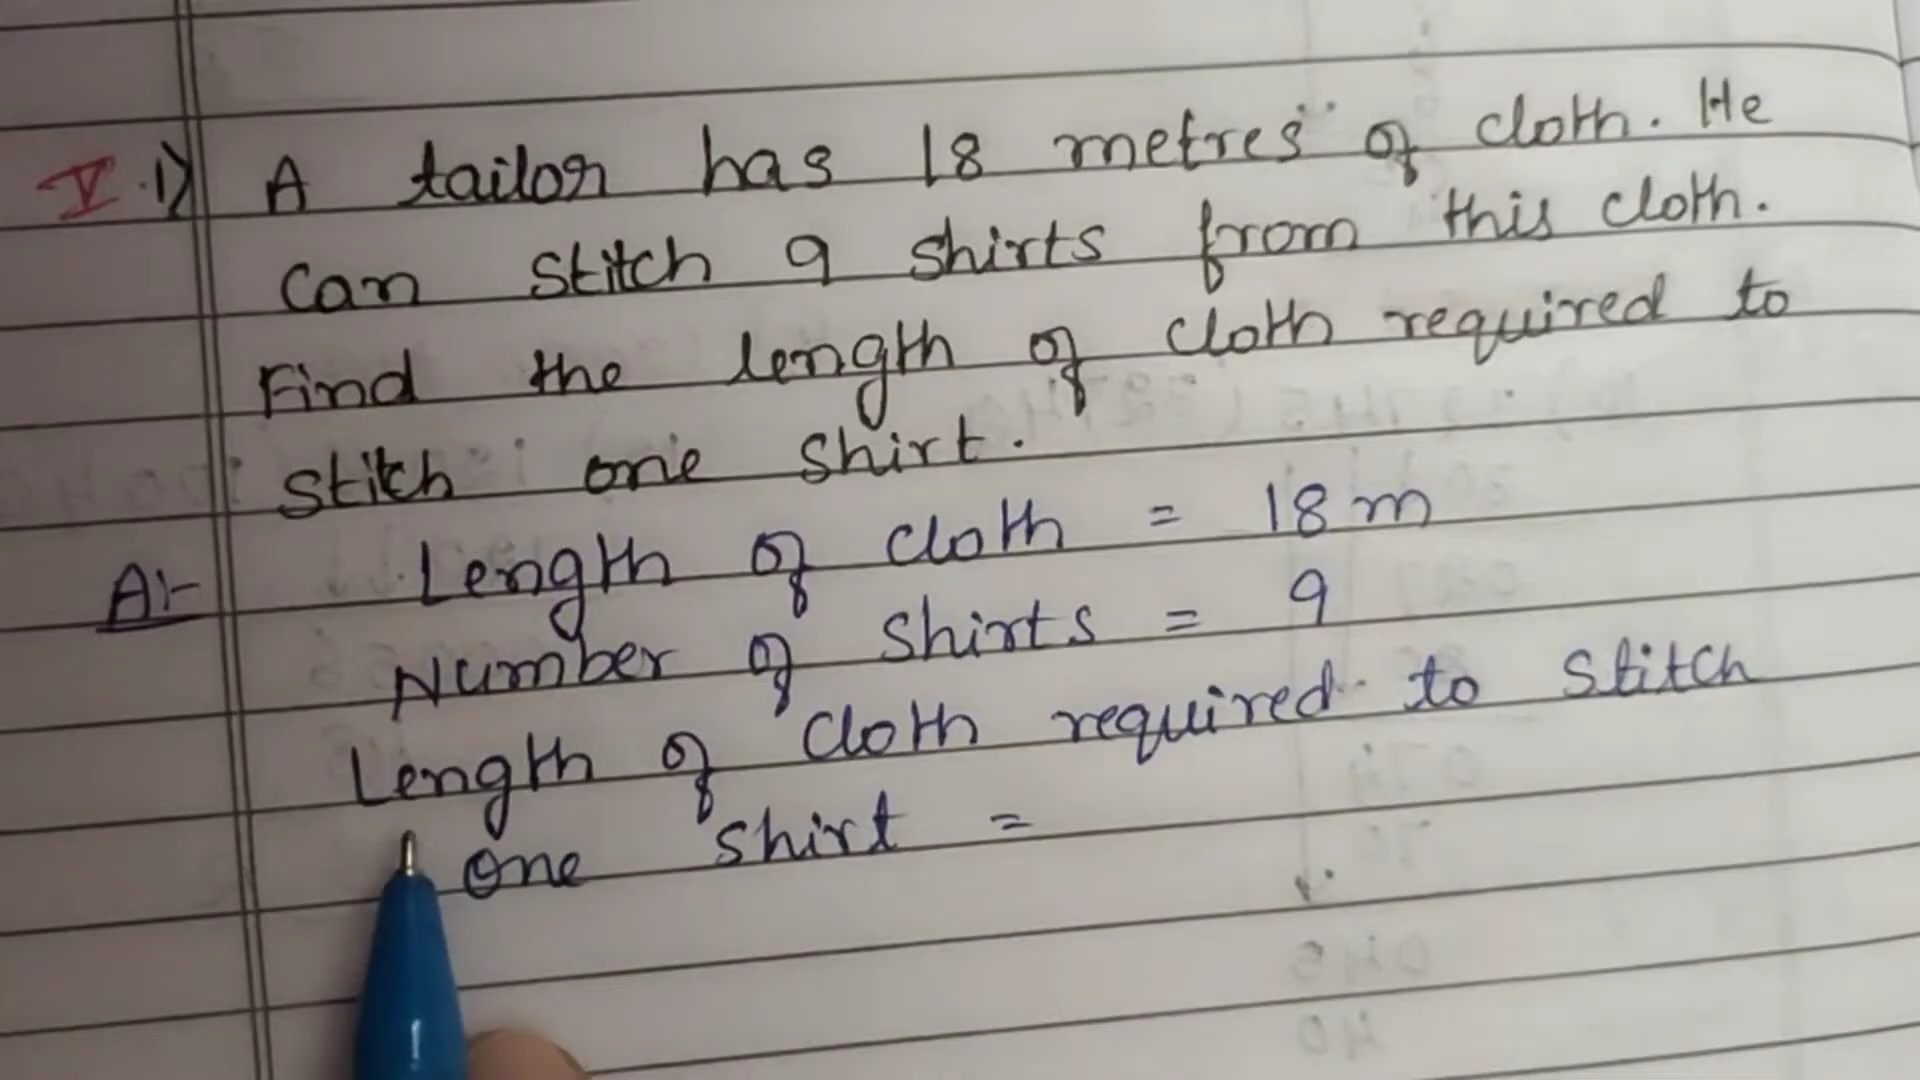 V.1) A tailor has 18 metres of cloth. He
can stitch 9 shirts from this cloth.
Find the length of cloth required to
stitch one shirt.
A:- Length of cloth = 18 m
Number of shirts = 9
Length of cloth required to stitch
one shirt =